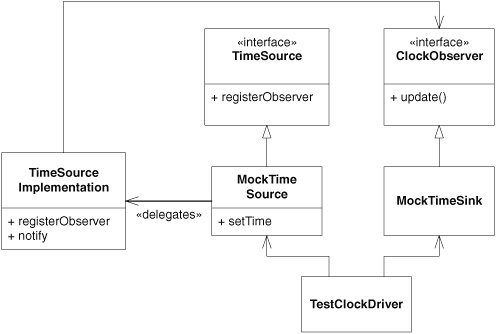 «interface»
TimeSource
+ registerObserver
«interface»
ClockObserver
+ update()
TimeSource
Implementation
+ registerObserver
+ notify
«delegates»
MockTime
Source
+ setTime
MockTimeSink
TestClockDriver